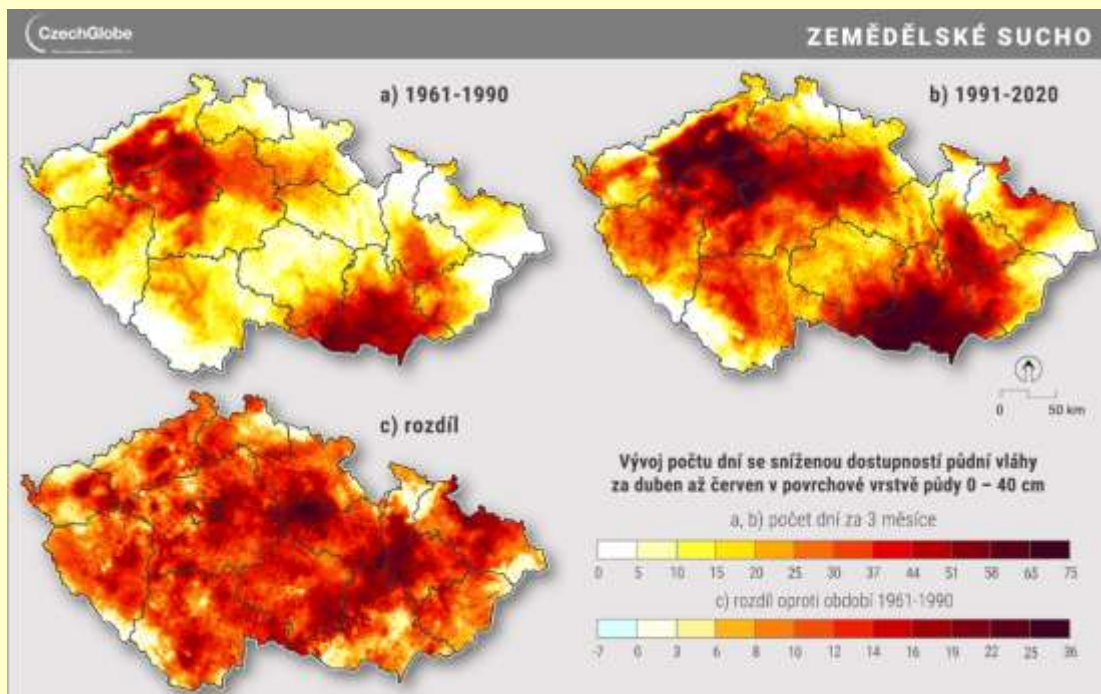 CzechGlobe
ZEMĚDĚLSKÉ SUCHO
a) 1961-1990
b) 1991-2020
0 50 km
c) rozdíl
Vývoj počtu dní se sníženou dostupností půdní vláhy
za duben až červen v povrchové vrstvě půdy 0 – 40 cm
a, b) počet dní za 3 měsíce
0 5 10 15 20 25 30 37 44 51 58 65 75
c) rozdíl oproti období 1961-1990
-7 0 3 6 8 10 12 14 16 19 22 25 36